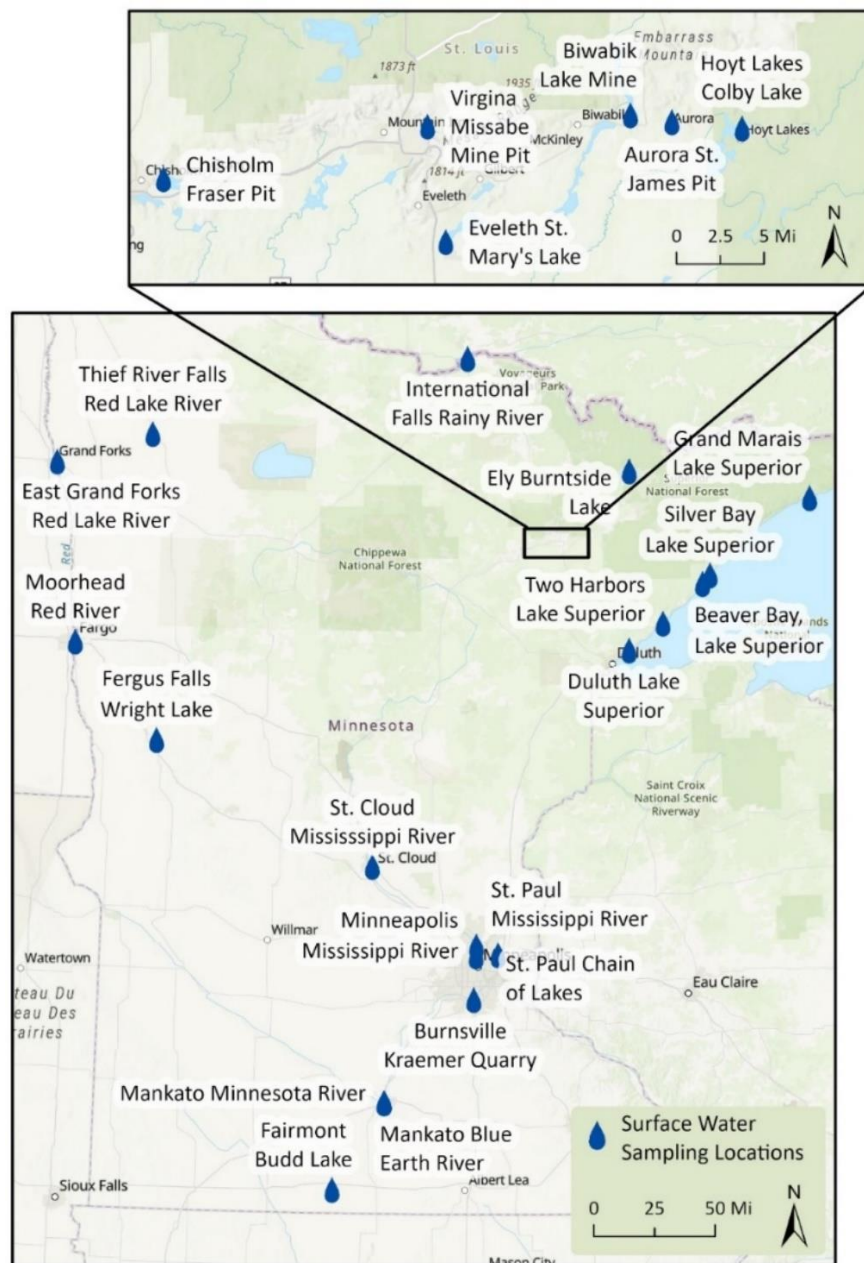 Embarrass
Mountain
St. Louis
1873 ft
1935
Biwabik
Lake Mine
Hoyt Lakes
Colby Lake
Virgina
Missabe
Mine Pit
Biwabik
Aurora
Hoyt Lakes
McKinley
Chisholm
Fraser Pit
1814 ft
Gilbert
Aurora St.
James Pit
Eveleth
Eveleth St.
Mary's Lake
N
0 2.5 5 Mi
Thief River Falls
Red Lake River
International
Falls Rainy River
Park
Grand Forks
East Grand Forks
Red Lake River
Grand Marais
Lake Superior
Ely Burntside
Lake
National Forest
Silver Bay
Lake Superior
Red
Chippewa
National Forest
Moorhead
Red River
Fargo
Two Harbors
Lake Superior
Beaver Bay,
Lake Superior
Duluth
Duluth Lake
Superior
Fergus Falls
Wright Lake
Minnesota
Saint Croix
National Scenic
Riverway
St. Cloud
Mississsippi River
St. Cloud
St. Paul
Mississippi River
Willmar
Minneapolis
Mississippi River
Watertown
St. Paul Chain
of Lakes
Eau Claire
Burnsville
Kraemer Quarry
Mankato Minnesota River
Mankato Blue
Earth River
Fairmont
Budd Lake
Albert Lea
Sioux Falls
Surface Water
Sampling Locations
N
0 25 50 Mi